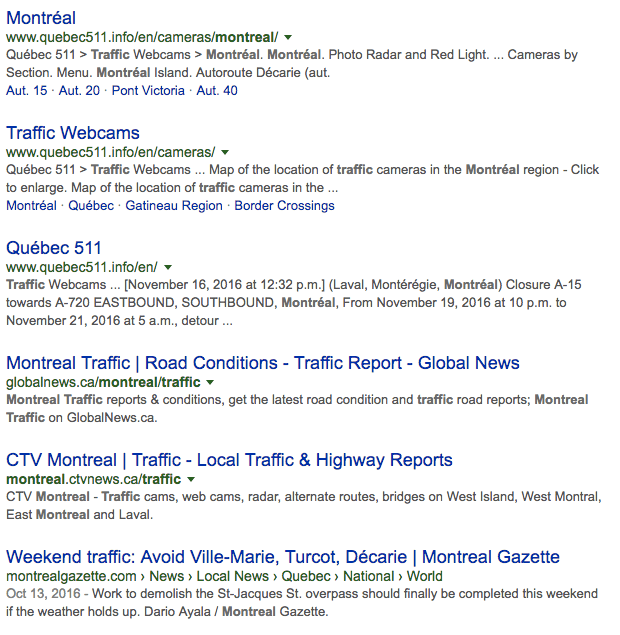 Montréal
www.quebec511.info/en/cameras/montreal/
Québec 511 > Traffic Webcams > Montréal. Montréal. Photo Radar and Red Light. ... Cameras by
Section. Menu. Montréal Island. Autoroute Décarie (aut.
Aut. 15 · Aut. 20 · Pont Victoria · Aut. 40
Traffic Webcams
www.quebec511.info/en/cameras/
Québec 511 > Traffic Webcams ... Map of the location of traffic cameras in the Montréal region - Click
to enlarge. Map of the location of traffic cameras in the ...
Montréal · Québec · Gatineau Region · Border Crossings
Québec 511
www.quebec511.info/en/
Traffic Webcams ... [November 16, 2016 at 12:32 p.m.] (Laval, Montérégie, Montréal) Closure A-15
towards A-720 EASTBOUND, SOUTHBOUND, Montréal, From November 19, 2016 at 10 p.m. to
November 21, 2016 at 5 a.m., detour ...
Montreal Traffic | Road Conditions - Traffic Report - Global News
globalnews.ca/montreal/traffic
Montreal Traffic reports & conditions, get the latest road condition and traffic road reports; Montreal
Traffic on GlobalNews.ca.
CTV Montreal | Traffic - Local Traffic & Highway Reports
montreal.ctvnews.ca/traffic
CTV Montreal - Traffic cams, web cams, radar, alternate routes, bridges on West Island, West Montral,
East Montreal and Laval.
Weekend traffic: Avoid Ville-Marie, Turcot, Décarie | Montreal Gazette
montrealgazette.com › News › Local News › Quebec › National › World
Oct 13, 2016 - Work to demolish the St-Jacques St. overpass should finally be completed this weekend
if the weather holds up. Dario Ayala / Montreal Gazette.